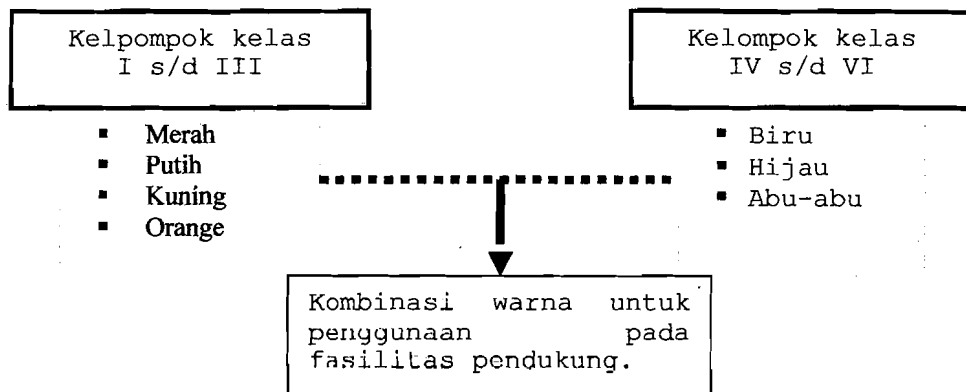 Kelpompok kelas
I s/d III
Kelompok kelas
IV s/d VI
▪ Merah
▪ Putih
▪ Kuning
▪ Orange
▪ Biru
▪ Hijau
▪ Abu-abu
Kombinasi warna untuk
penggunaan pada
fasilitas pendukung.